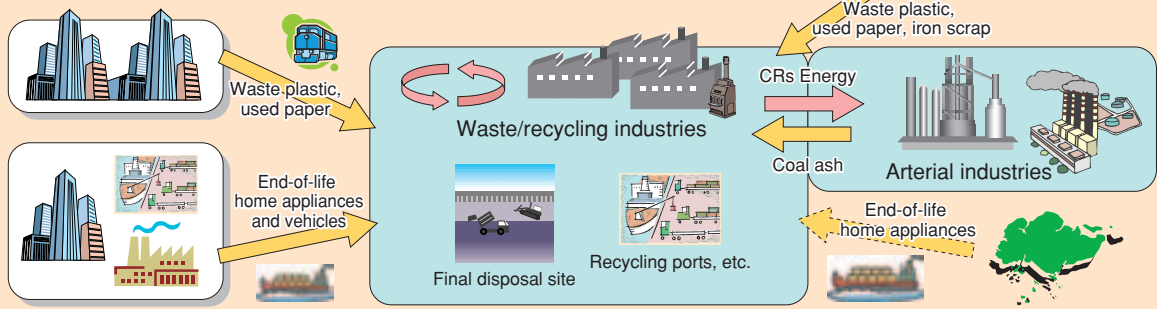 Waste plastic,
used paper, iron scrap
Waste plastic,
used paper
CRs Energy
Waste/recycling industries
Coal ash
Arterial industries
End-of-life
home appliances
and vehicles
End-of-life
home appliances
Final disposal site
Recycling ports, etc.